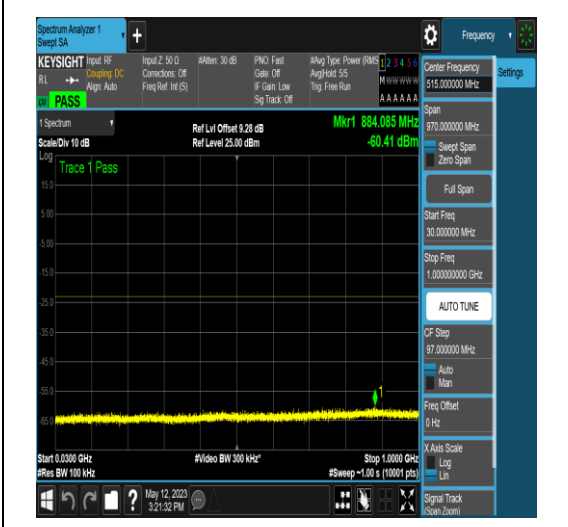 Spectrum Analyzer 1
Swept SA
+
Frequency
KEYSIGHT Input: RF
R L
Coupling: DC
Align: Auto
Input Z: 50 Ω
Corrections: Off
Freq Ref: Int (S)
#Atten: 30 dB
PNO: Fast
Gate: Off
IF Gain: Low
Sig Track: Off
#Avg Type: Power (RMS
Avg|Hold: 5/5
Trig: Free Run
1 2 3 4 5 6
M W W W W W
A A A A A A
PASS
1 Spectrum
Scale/Div 10 dB
Ref Lvl Offset 9.28 dB
Ref Level 25.00 dBm
Mkr1 884.085 MHz
-60.41 dBm
Log
Trace 1 Pass
15.0
5.00
-5.00
-15.0
-25.0
-35.0
-45.0
-55.0
-65.0
1
Start 0.0300 GHz
#Res BW 100 kHz
#Video BW 300 kHz*
Stop 1.0000 GHz
#Sweep ~1.00 s (10001 pts)
?
May 12, 2023
3:21:32 PM
Center Frequency
515.000000 MHz
Settings
Span
970.000000 MHz
Swept Span
Zero Span
Full Span
Start Freq
30.000000 MHz
Stop Freq
1.000000000 GHz
AUTO TUNE
CF Step
97.000000 MHz
Auto
Man
Freq Offset
0 Hz
X Axis Scale
Log
Lin
Signal Track
(Span Zoom)